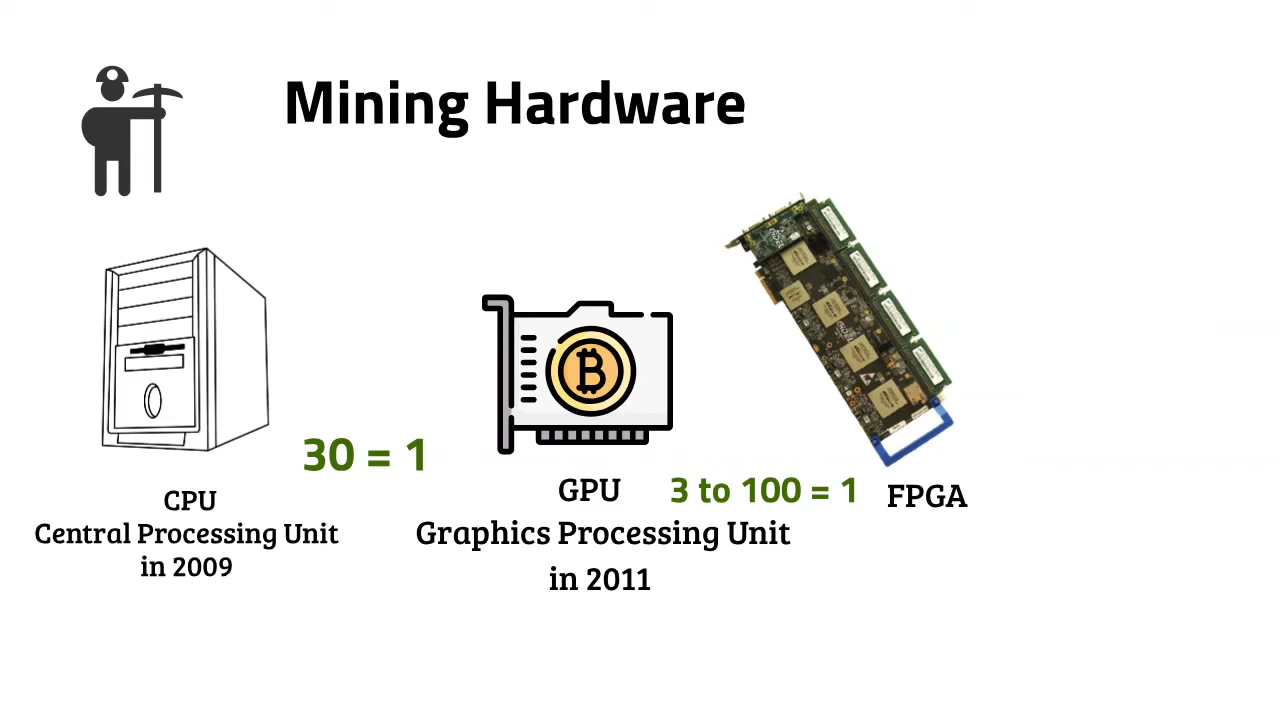 Mining Hardware
30 = 1
CPU
Central Processing Unit
in 2009
3 to 100 = 1
GPU
Graphics Processing Unit
in 2011
FPGA